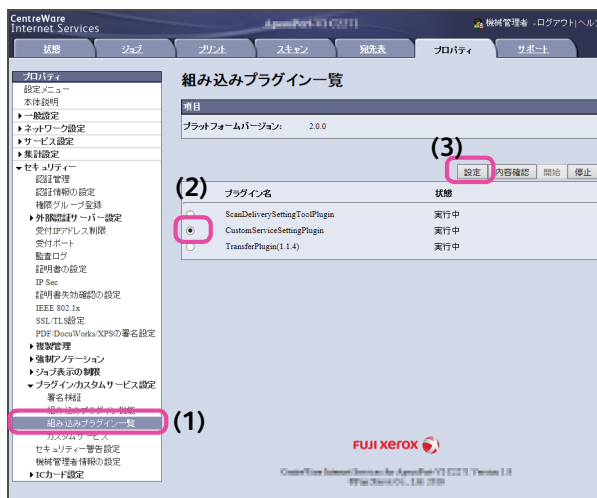 CentreWare
Internet Services
ApeosPort-VI C2271
機械管理者 -ログアウト|ヘル
状態
ジョブ
プリント
スキャン
宛先表
プロパティ
サポート
プロパティ
設定メニュー
本体説明
一般設定
ネットワーク設定
サービス設定
集計設定
セキュリティー
認証管理
認証情報の設定
権限グループ登録
外部認証サーバー設定
受付IPアドレス制限
受付ポート
監査ログ
証明書の設定
IP Sec
証明書失効確認の設定
IEEE 802.1x
SSL/TLS設定
PDF/DocuWorks/XPSの署名設定
複製管理
強制アノテーション
ジョブ表示の制限
プラグイン/カスタムサービス設定
署名検証
組み込みプラグイン一覧
カスタムサービス
セキュリティー警告設定
機械管理者情報の設定
ICカード設定
(1)
組み込みプラグイン一覧
項目
プラットフォームバージョン: 2.0.0
(3)
設定 内容確認 開始 停止
(2)
プラグイン名 状態
ScanDeliverySettingToolPlugin 実行中
CustomServiceSettingPlugin 実行中
TransferPlugin(1.1.4) 実行中
FUJI XEROX